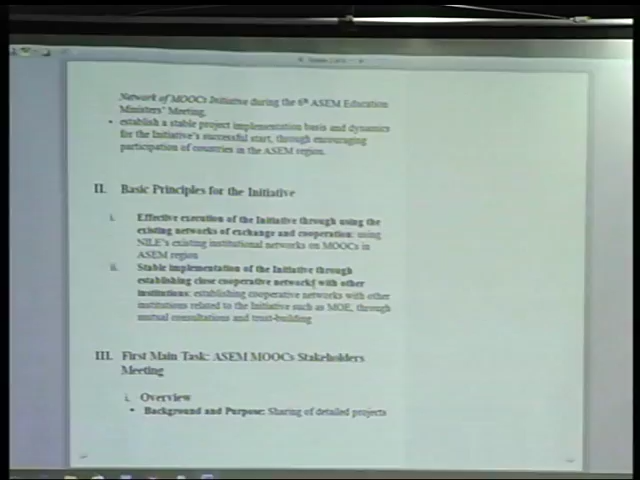 Network of MOOCs Initiative during the 6th ASEM Education
Ministers' Meeting,
• establish a stable project implementation basis and dynamics
for the Initiative's successful start, through encouraging
participation of countries in the ASEM region.
II. Basic Principles for the Initiative
i. Effective execution of the Initiative through using the
existing networks of exchange and cooperation: using
NILE's existing institutional networks on MOOCs in
ASEM region
ii. Stable implementation of the Initiative through
establishing close cooperative networks with other
institutions: establishing cooperative networks with other
institutions related to the Initiative such as MOE, through
mutual consultations and trust-building
III. First Main Task: ASEM MOOCs Stakeholders
Meeting
i. Overview
• Background and Purpose: Sharing of detailed projects